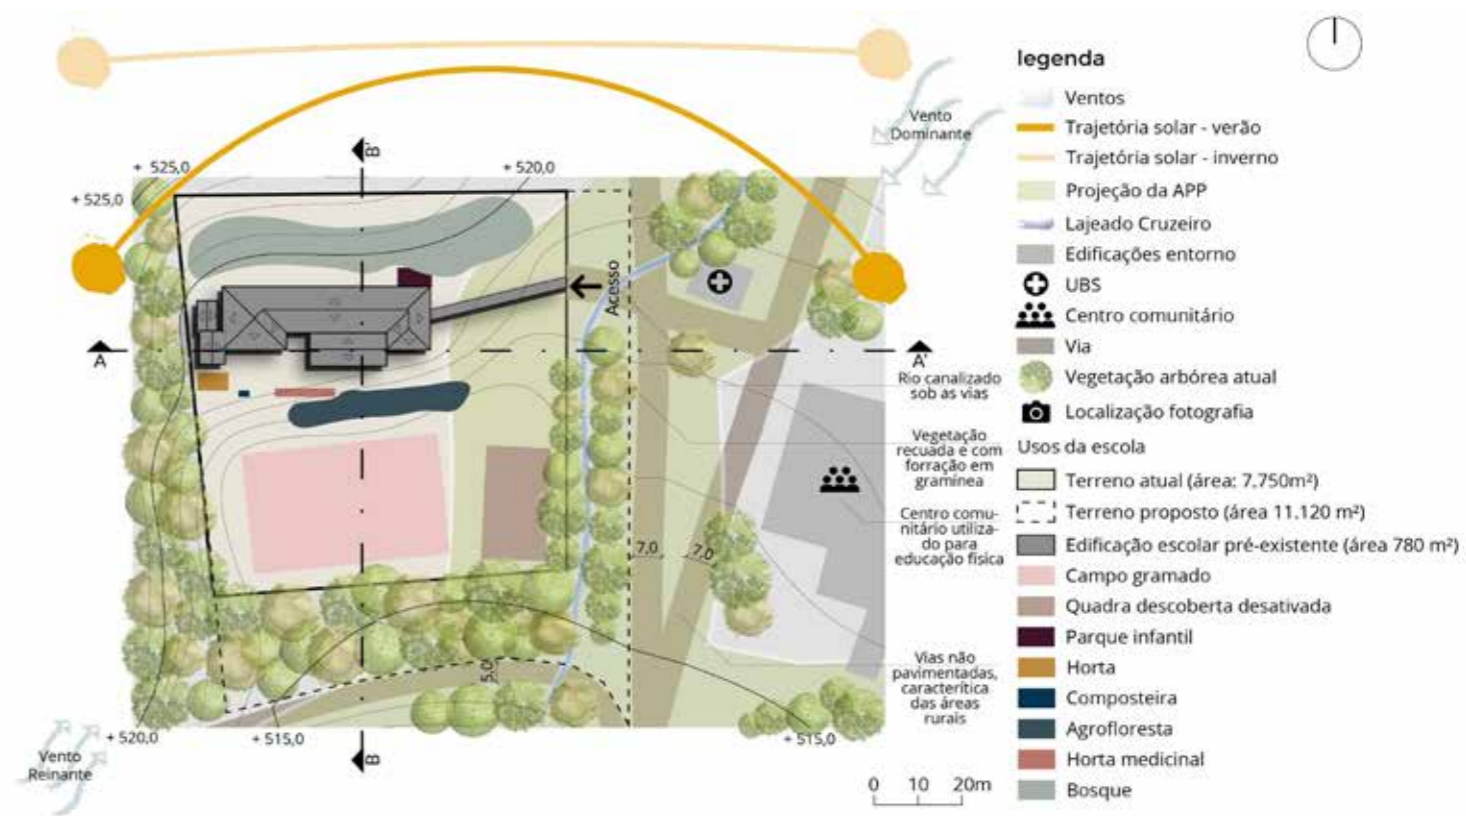 Vento
Dominante
B'
+ 525,0
+ 520,0
+ 525,0
Acesso
A
A'
Rio canalizado
sob as vias
Vegetação
recuada e com
forração em
gramínea
Centro comu-
nitário utiliza-
do para
educação física
7,0
7,0
Vias não
pavimentadas,
caracterítica
das áreas
rurais
5,0
+ 520,0
+ 515,0
+ 515,0
B
Vento
Reinante
0 10 20m
legenda
Ventos
Trajetória solar - verão
Trajetória solar - inverno
Projeção da APP
Lajeado Cruzeiro
Edificações entorno
UBS
Centro comunitário
Via
Vegetação arbórea atual
Localização fotografia
Usos da escola
Terreno atual (área: 7.750m²)
Terreno proposto (área 11.120 m²)
Edificação escolar pré-existente (área 780 m²)
Campo gramado
Quadra descoberta desativada
Parque infantil
Horta
Composteira
Agrofloresta
Horta medicinal
Bosque